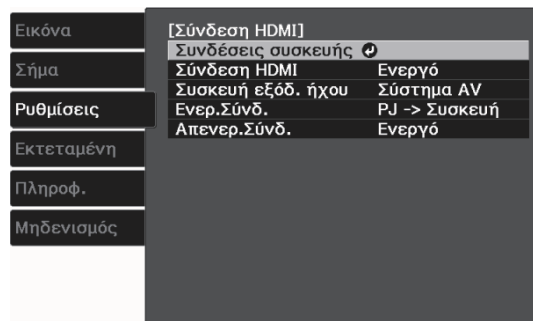 Εικόνα
Σήμα
Ρυθμίσεις
Εκτεταμένη
Πληροφ.
Μηδενισμός
[Σύνδεση HDMI]
Συνδέσεις συσκευής
Σύνδεση HDMI Ενεργό
Συσκευή εξόδ. ήχου Σύστημα AV
Ενερ.Σύνδ. PJ -> Συσκευή
Απενερ.Σύνδ. Ενεργό